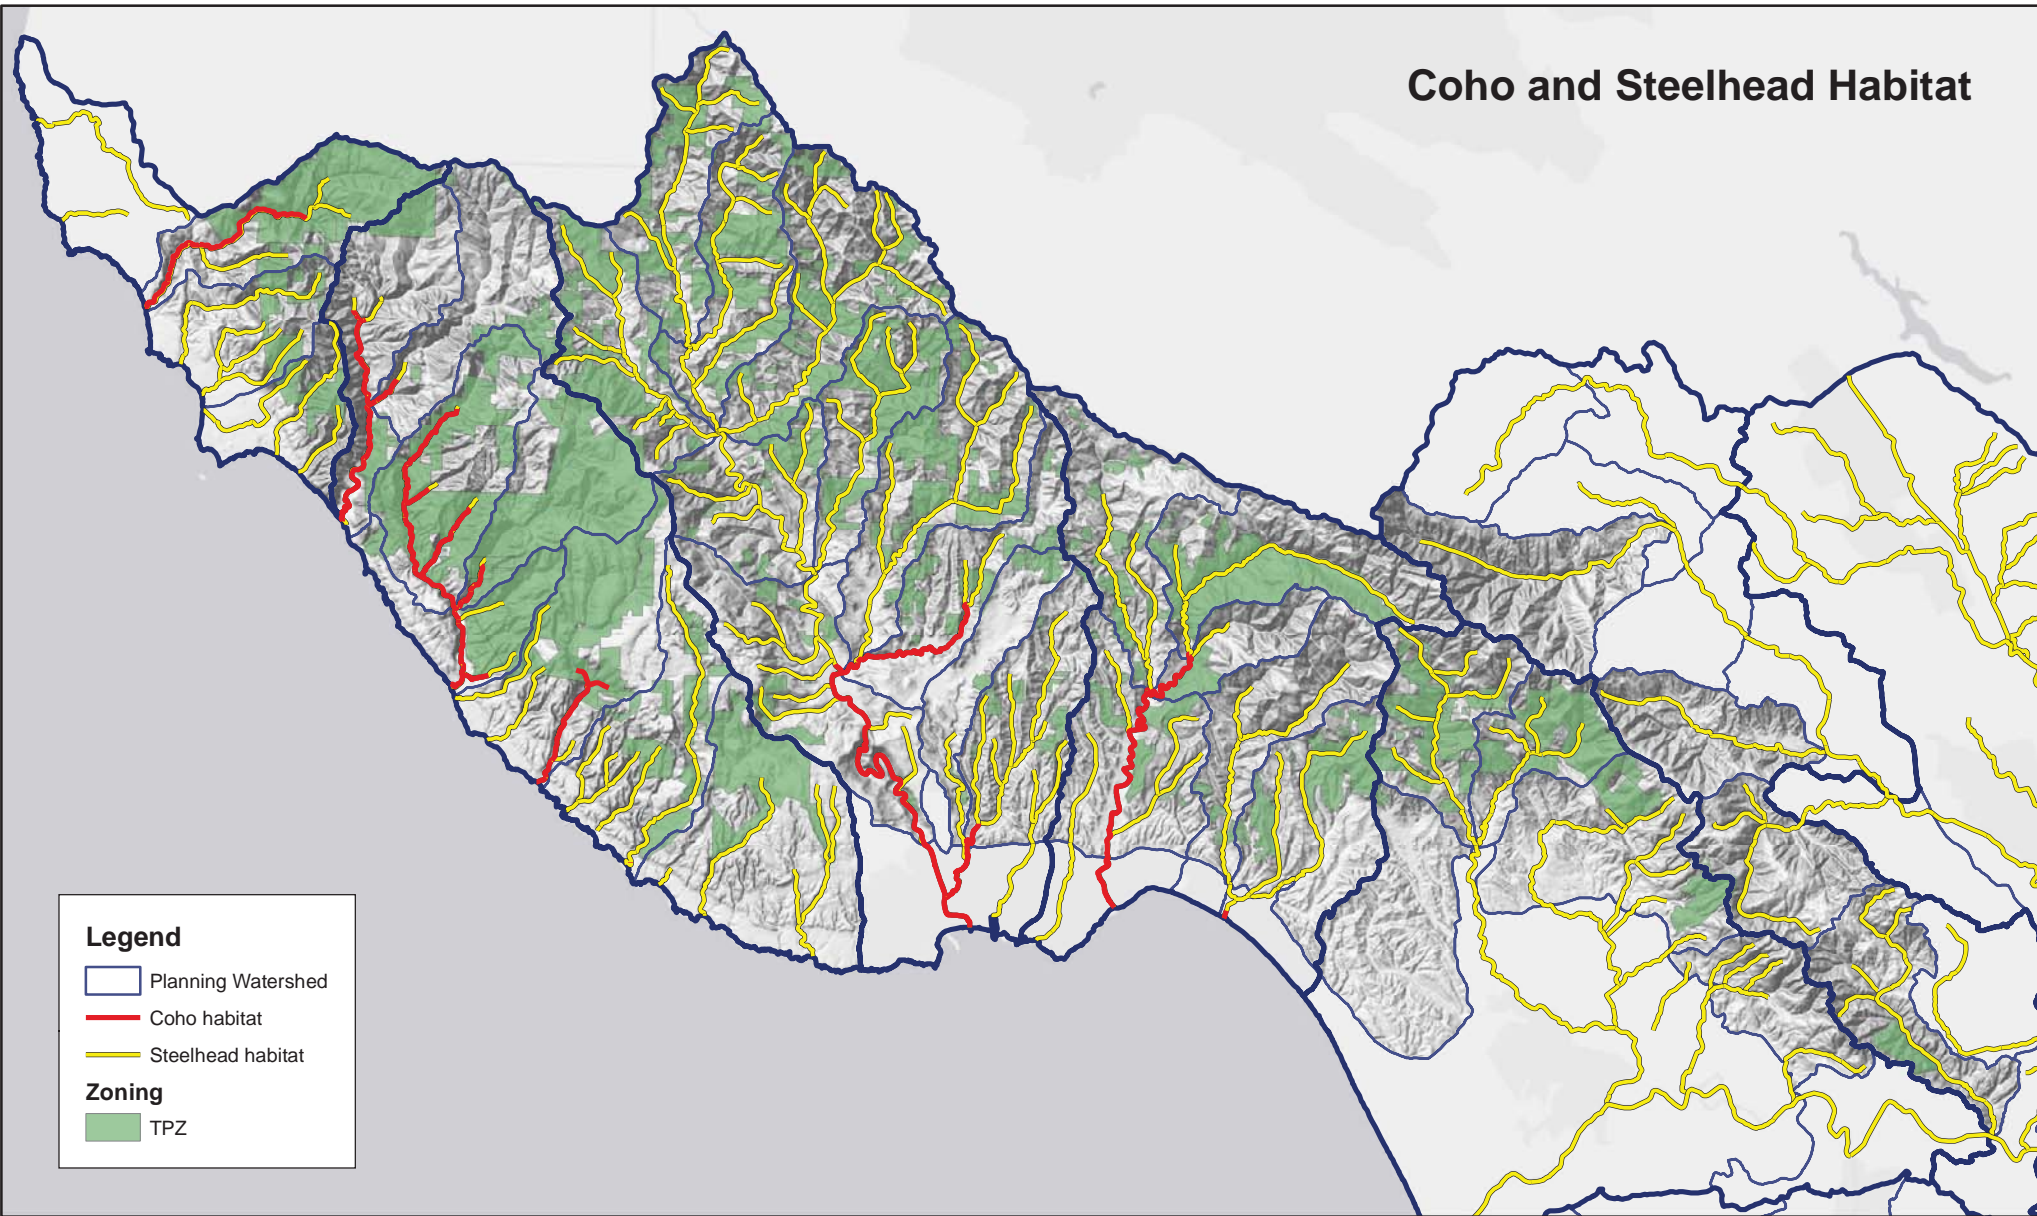 Coho and Steelhead Habitat
Legend
Planning Watershed
Coho habitat
Steelhead habitat
Zoning
TPZ